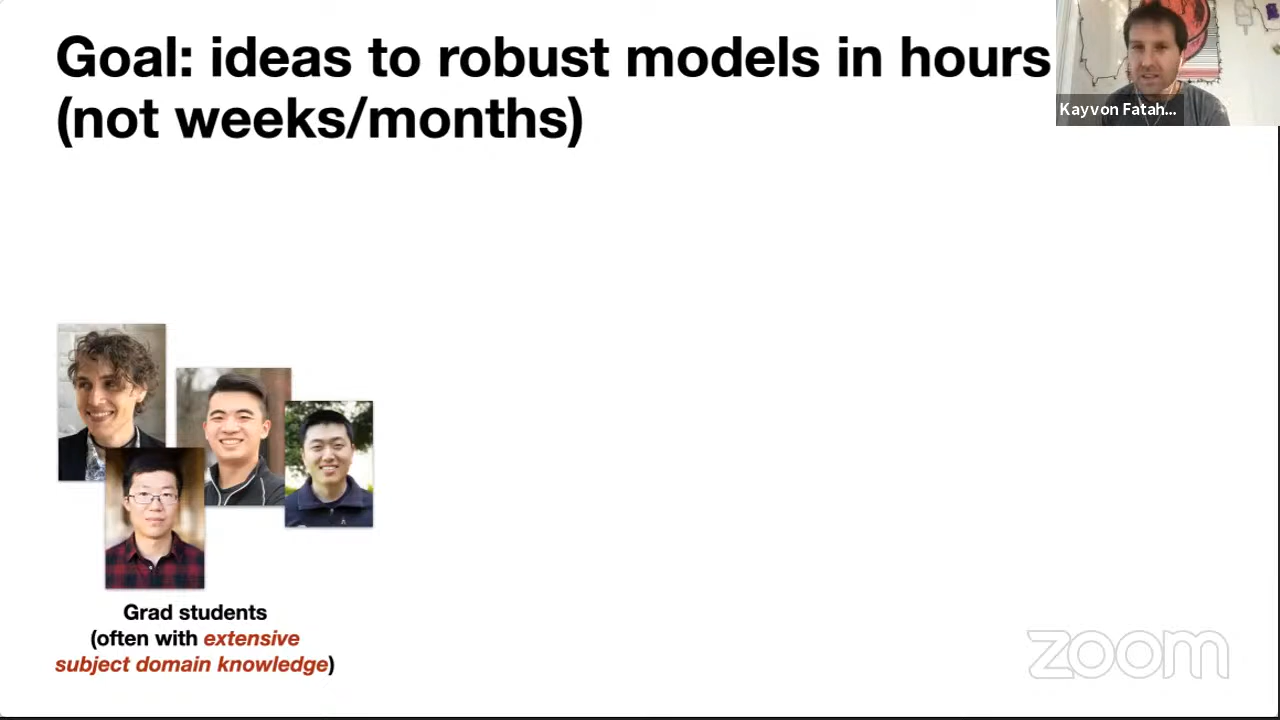 Goal: ideas to robust models in hours
(not weeks/months)
Kayvon Fatah...
Grad students
(often with extensive
subject domain knowledge)
zoom